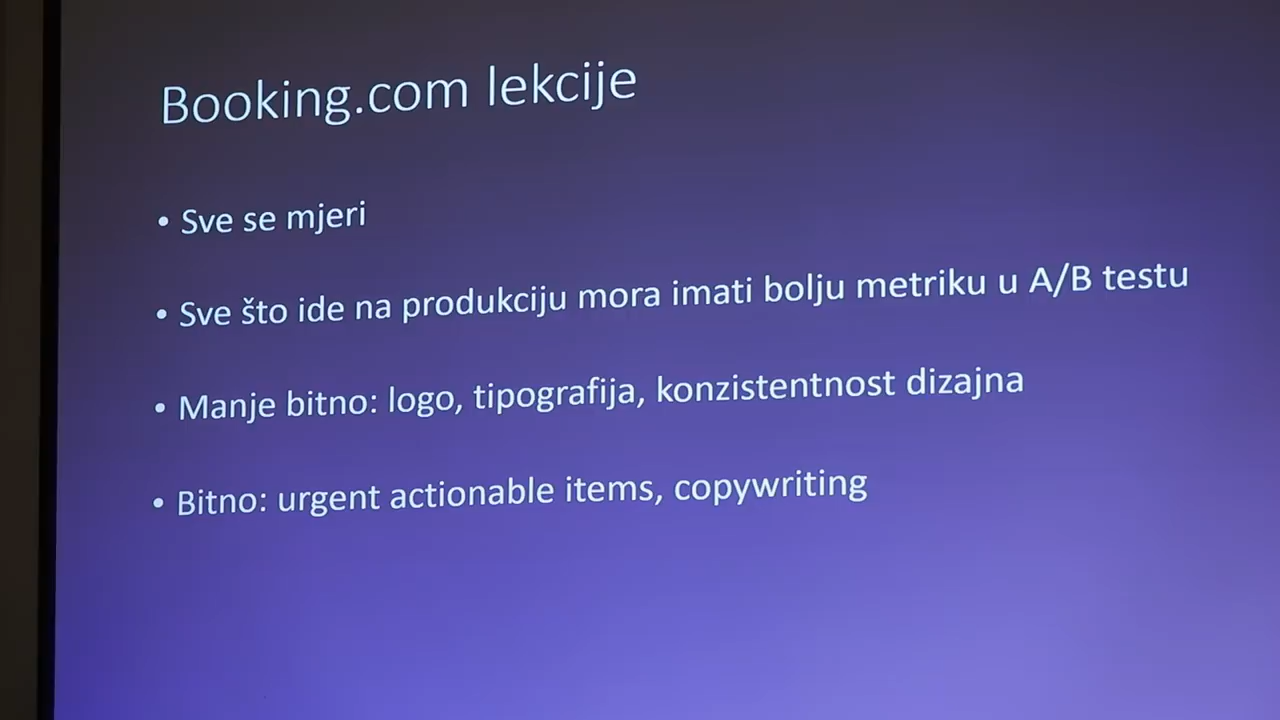 Booking.com lekcije
• Sve se mjeri
• Sve što ide na produkciju mora imati bolju metriku u A/B testu
• Manje bitno: logo, tipografija, konzistentnost dizajna
• Bitno: urgent actionable items, copywriting